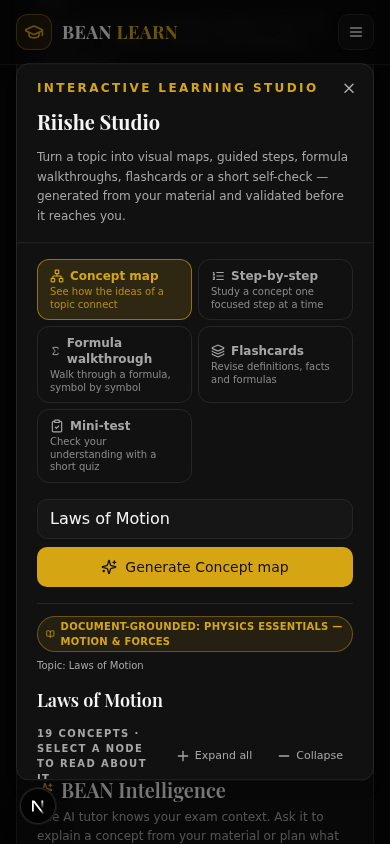 BEAN LEARN
INTERACTIVE LEARNING STUDIO
Riishe Studio
Turn a topic into visual maps, guided steps, formula
walkthroughs, flashcards or a short self-check —
generated from your material and validated before
it reaches you.
Concept map
See how the ideas of a
topic connect
Step-by-step
Study a concept one
focused step at a time
Formula
walkthrough
Walk through a formula,
symbol by symbol
Flashcards
Revise definitions, facts
and formulas
Mini-test
Check your
understanding with a
short quiz
Laws of Motion
Generate Concept map
DOCUMENT-GROUNDED: PHYSICS ESSENTIALS —
MOTION & FORCES
Topic: Laws of Motion
Laws of Motion
19 CONCEPTS ·
SELECT A NODE
TO READ ABOUT
IT
Expand all
Collapse
BEAN Intelligence
AI tutor knows your exam context. Ask it to
explain a concept from your material or plan what